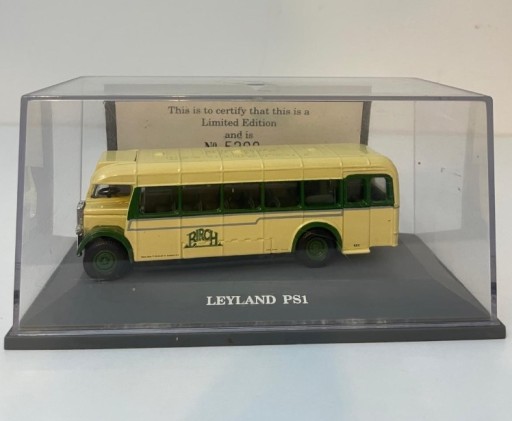 This is to certify that this is a
Limited Edition
and is
BIRCH
LEYLAND PS1